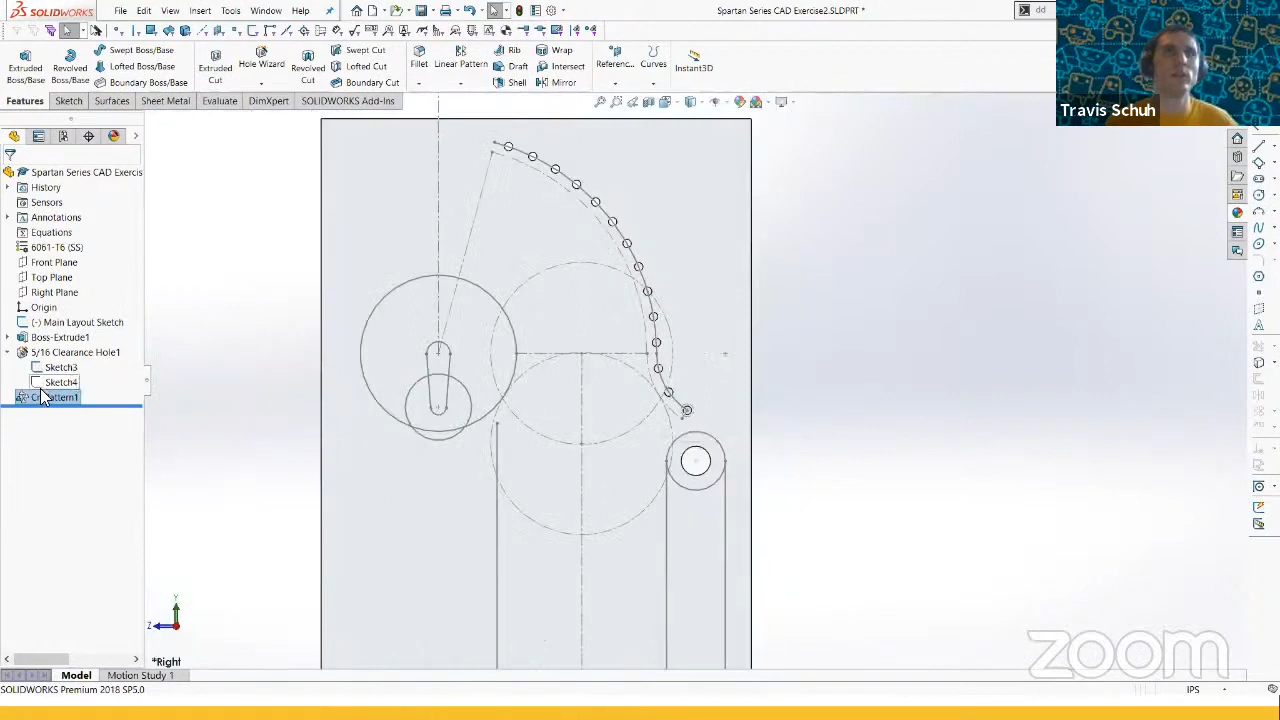 SOLIDWORKS
File Edit View Insert Tools Window Help
Spartan Series CAD Exercise2.SLDPRT *
dd
Extruded Boss/Base
Revolved Boss/Base
Swept Boss/Base
Lofted Boss/Base
Boundary Boss/Base
Extruded Cut
Hole Wizard
Revolved Cut
Swept Cut
Lofted Cut
Boundary Cut
Fillet
Linear Pattern
Rib
Draft
Shell
Wrap
Intersect
Mirror
Referenc...
Curves
Instant3D
Features Sketch Surfaces Sheet Metal Evaluate DimXpert SOLIDWORKS Add-Ins
Travis Schuh
Spartan Series CAD Exercis
History
Sensors
Annotations
Equations
6061-T6 (SS)
Front Plane
Top Plane
Right Plane
Origin
(-) Main Layout Sketch
Boss-Extrude1
5/16 Clearance Hole1
Sketch3
Sketch4
Y
Z
*Right
zoom
Model Motion Study 1
SOLIDWORKS Premium 2018 SP5.0
IPS